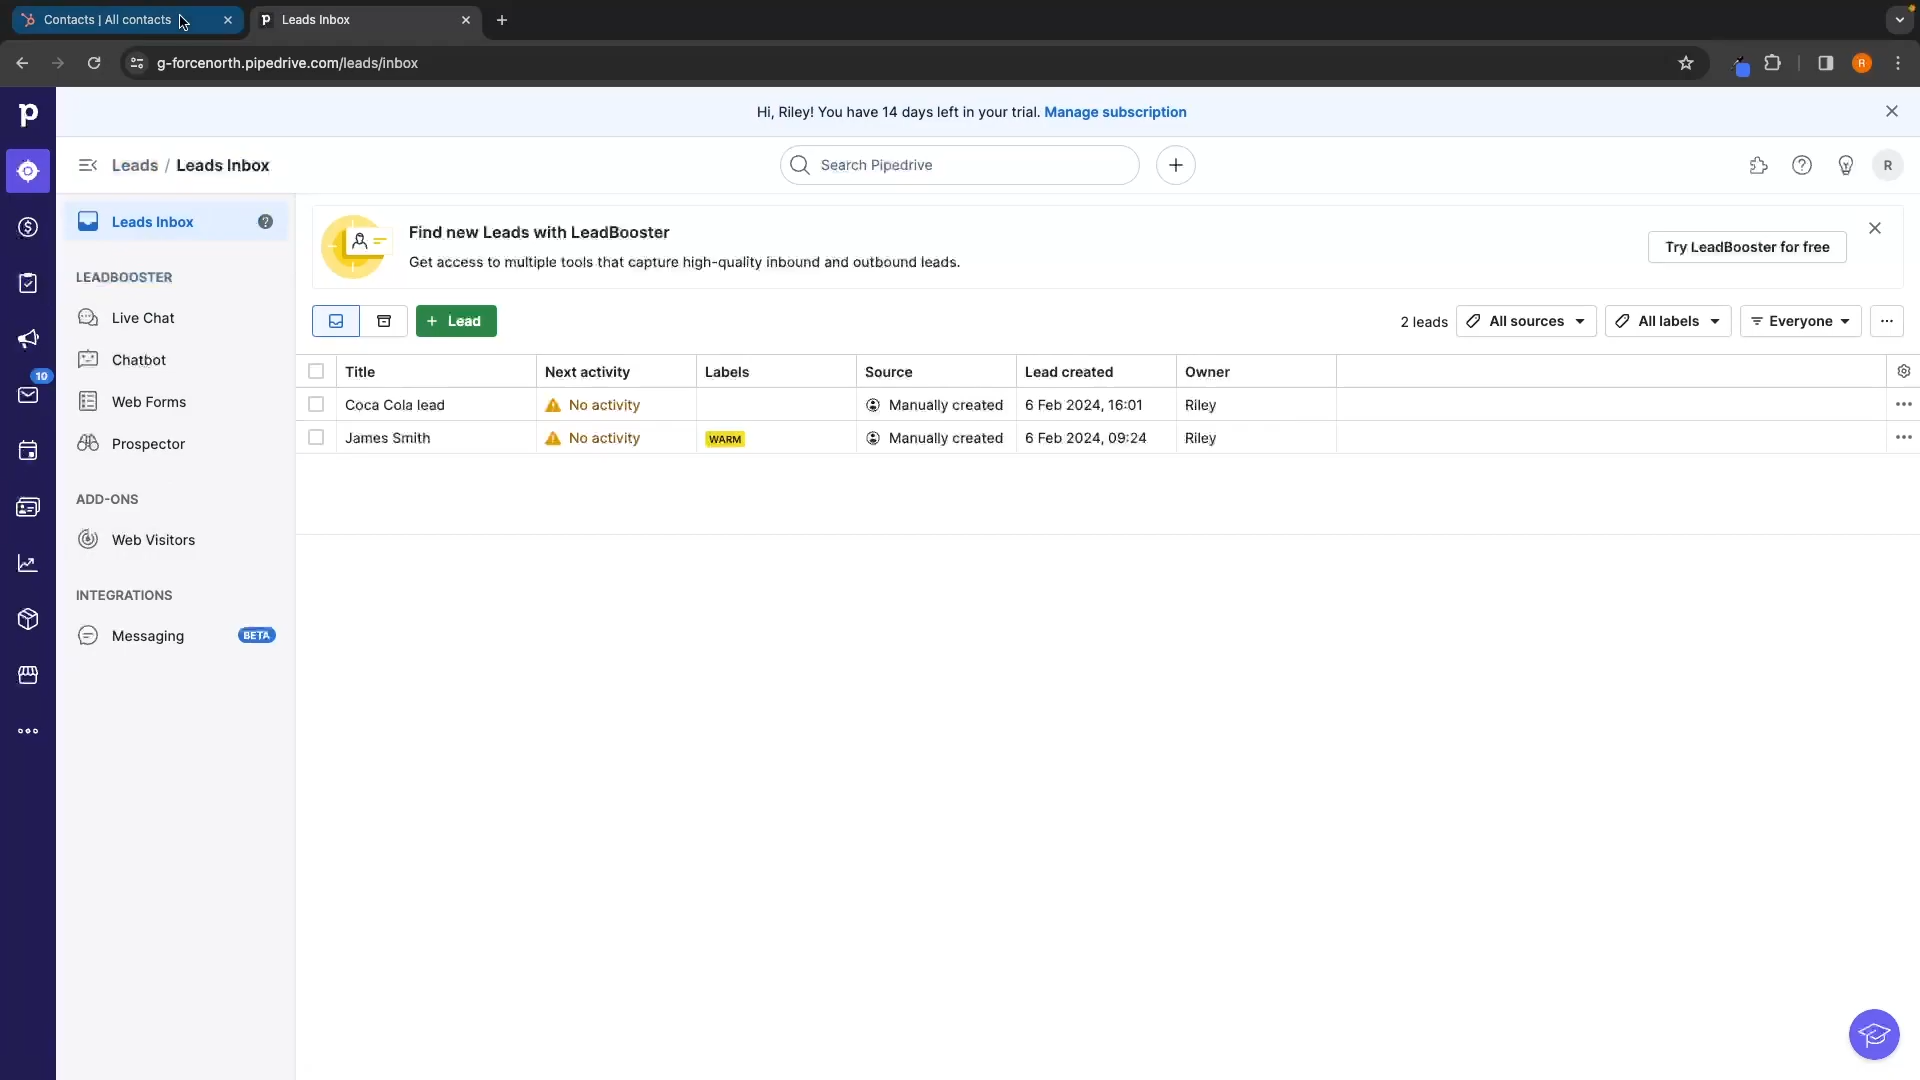 Contacts | All contacts
Leads Inbox
g-forcenorth.pipedrive.com/leads/inbox
R
Hi, Riley! You have 14 days left in your trial. Manage subscription
p
Leads / Leads Inbox
Search Pipedrive
R
Leads Inbox
LEADBOOSTER
Live Chat
Chatbot
Web Forms
Prospector
ADD-ONS
Web Visitors
INTEGRATIONS
Messaging BETA
10
Find new Leads with LeadBooster
Get access to multiple tools that capture high-quality inbound and outbound leads.
Try LeadBooster for free
+ Lead
2 leads All sources All labels Everyone
Title Next activity Labels Source Lead created Owner
Coca Cola lead No activity Manually created 6 Feb 2024, 16:01 Riley
James Smith No activity WARM Manually created 6 Feb 2024, 09:24 Riley